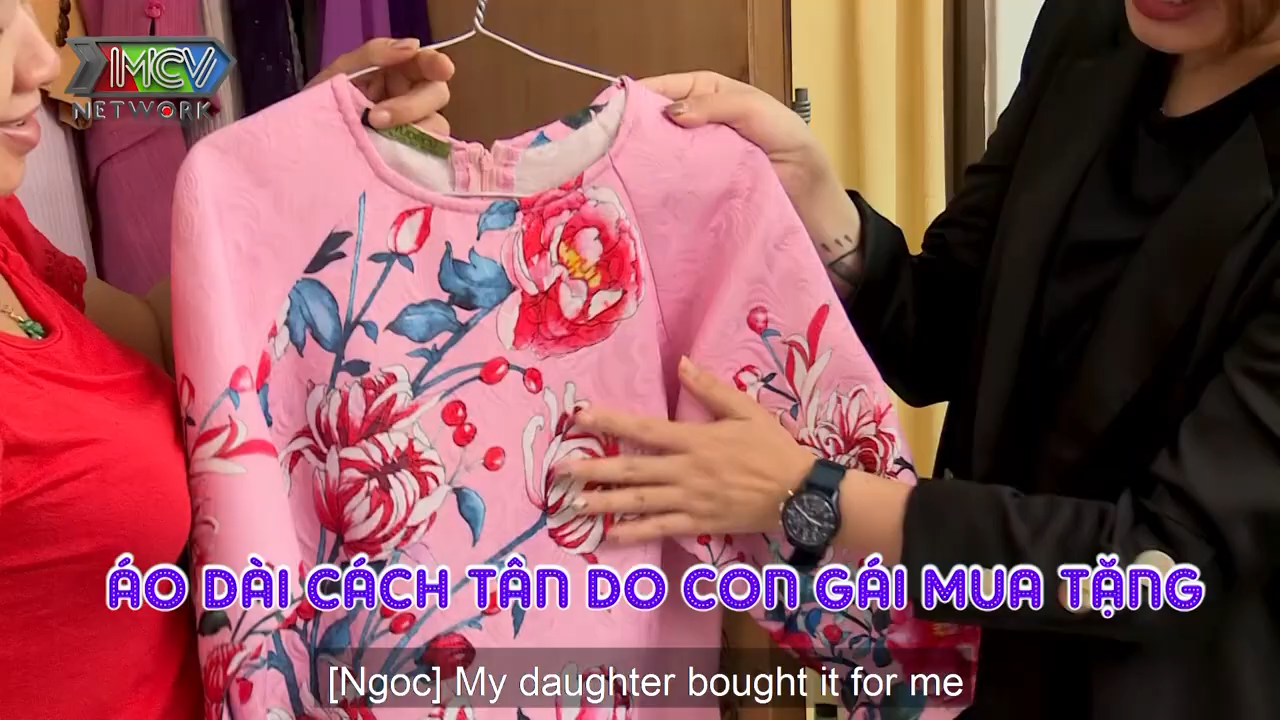 MCV
NETWORK
ÁO DÀI CÁCH TÂN DO CON GÁI MUA TẶNG
[Ngoc] My daughter bought it for me